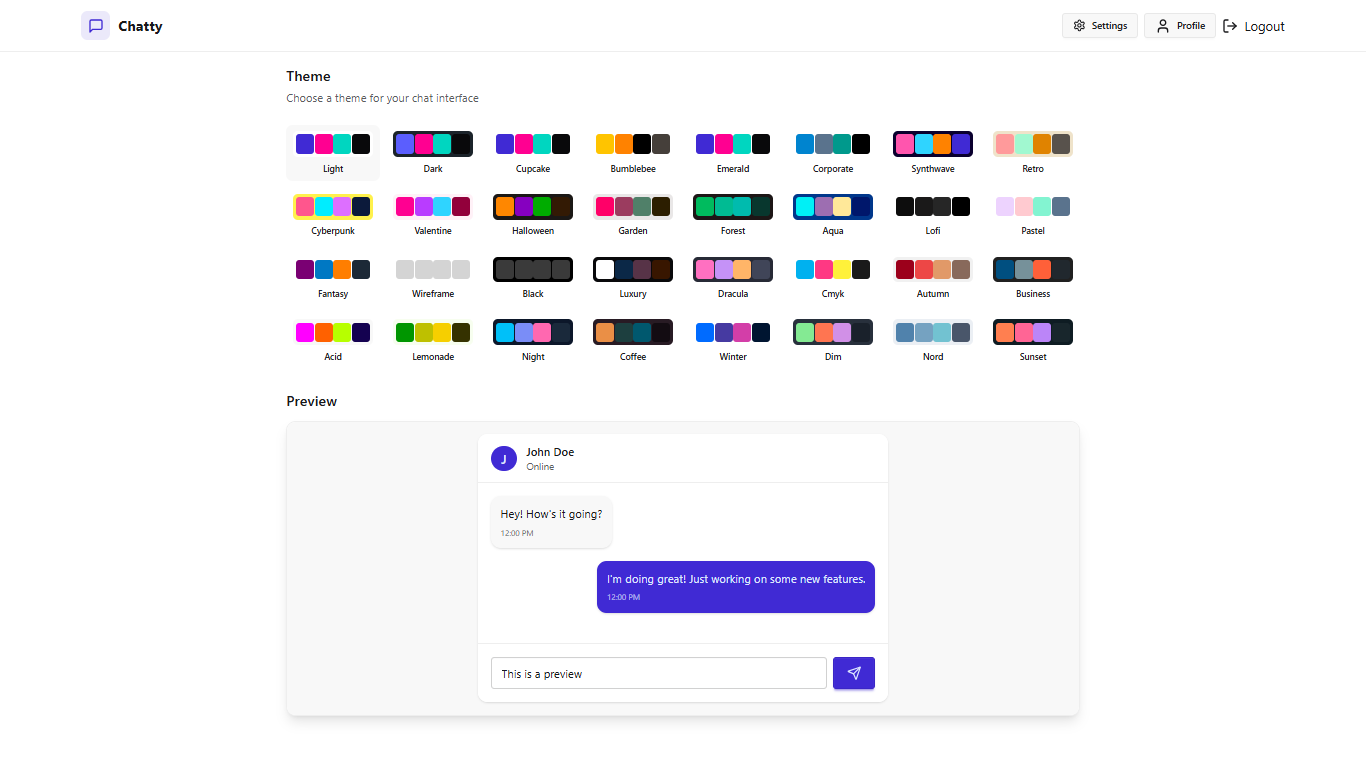 Chatty
Settings
Profile
Logout
Theme
Choose a theme for your chat interface
Light
Dark
Cupcake
Bumblebee
Emerald
Corporate
Synthwave
Retro
Cyberpunk
Valentine
Halloween
Garden
Forest
Aqua
Lofi
Pastel
Fantasy
Wireframe
Black
Luxury
Dracula
Cmyk
Autumn
Business
Acid
Lemonade
Night
Coffee
Winter
Dim
Nord
Sunset
Preview
J
John Doe
Online
Hey! How's it going?
12:00 PM
I'm doing great! Just working on some new features.
12:00 PM
This is a preview